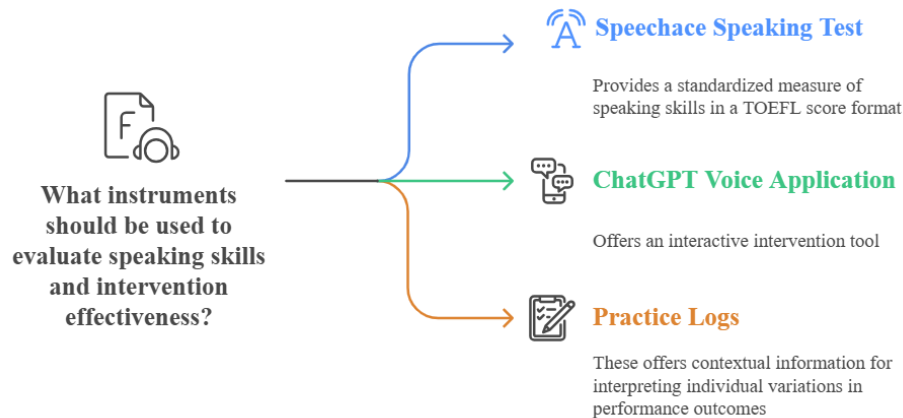 What instruments
should be used to
evaluate speaking skills
and intervention
effectiveness?
Speechace Speaking Test
Provides a standardized measure of
speaking skills in a TOEFL score format
ChatGPT Voice Application
Offers an interactive intervention tool
Practice Logs
These offers contextual information for
interpreting individual variations in
performance outcomes